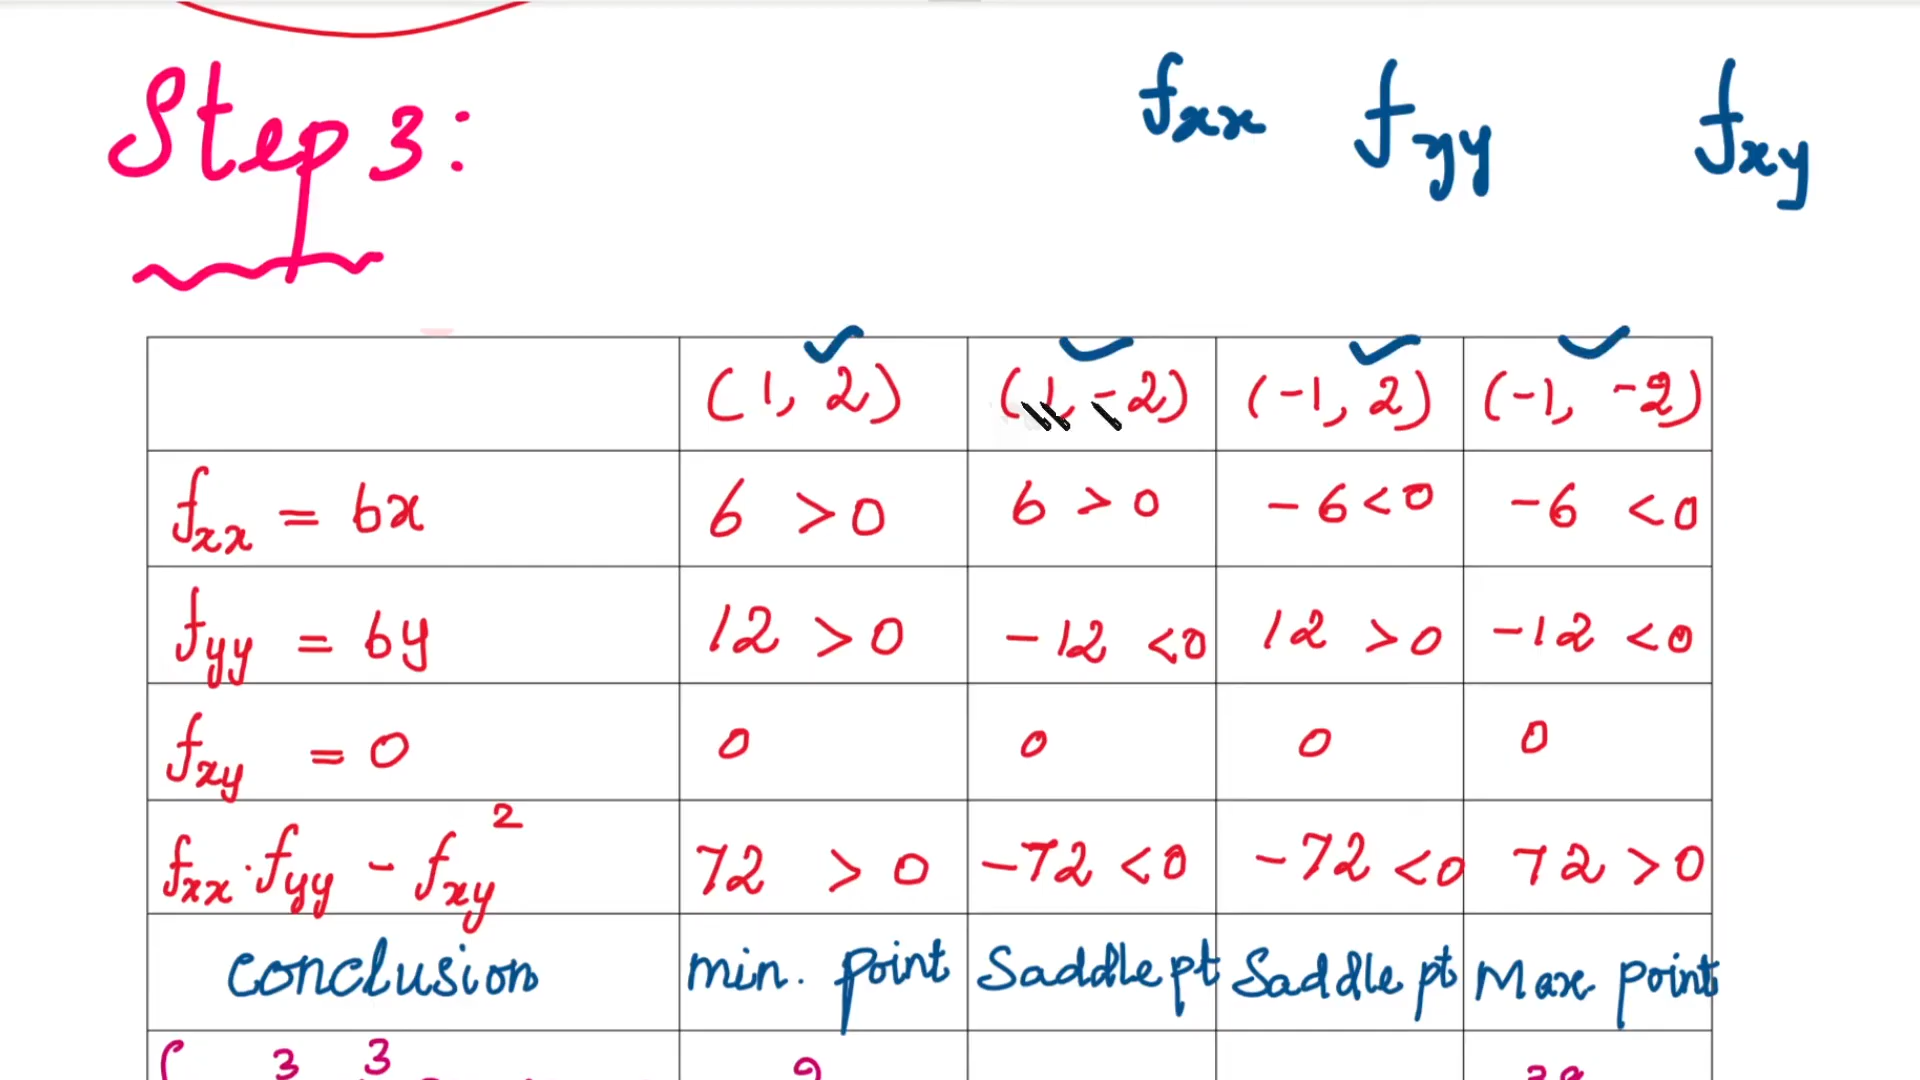 Step 3:
fxx fyy fxy
(1, 2) (1, -2) (-1, 2) (-1, -2)
fxx = 6x 6 > 0 6 > 0 -6 < 0 -6 < 0
fyy = 6y 12 > 0 -12 < 0 12 > 0 -12 < 0
fxy = 0 0 0 0 0
fxx · fyy - fxy² 72 > 0 -72 < 0 -72 < 0 72 > 0
Conclusion min. point Saddle pt Saddle pt Max point